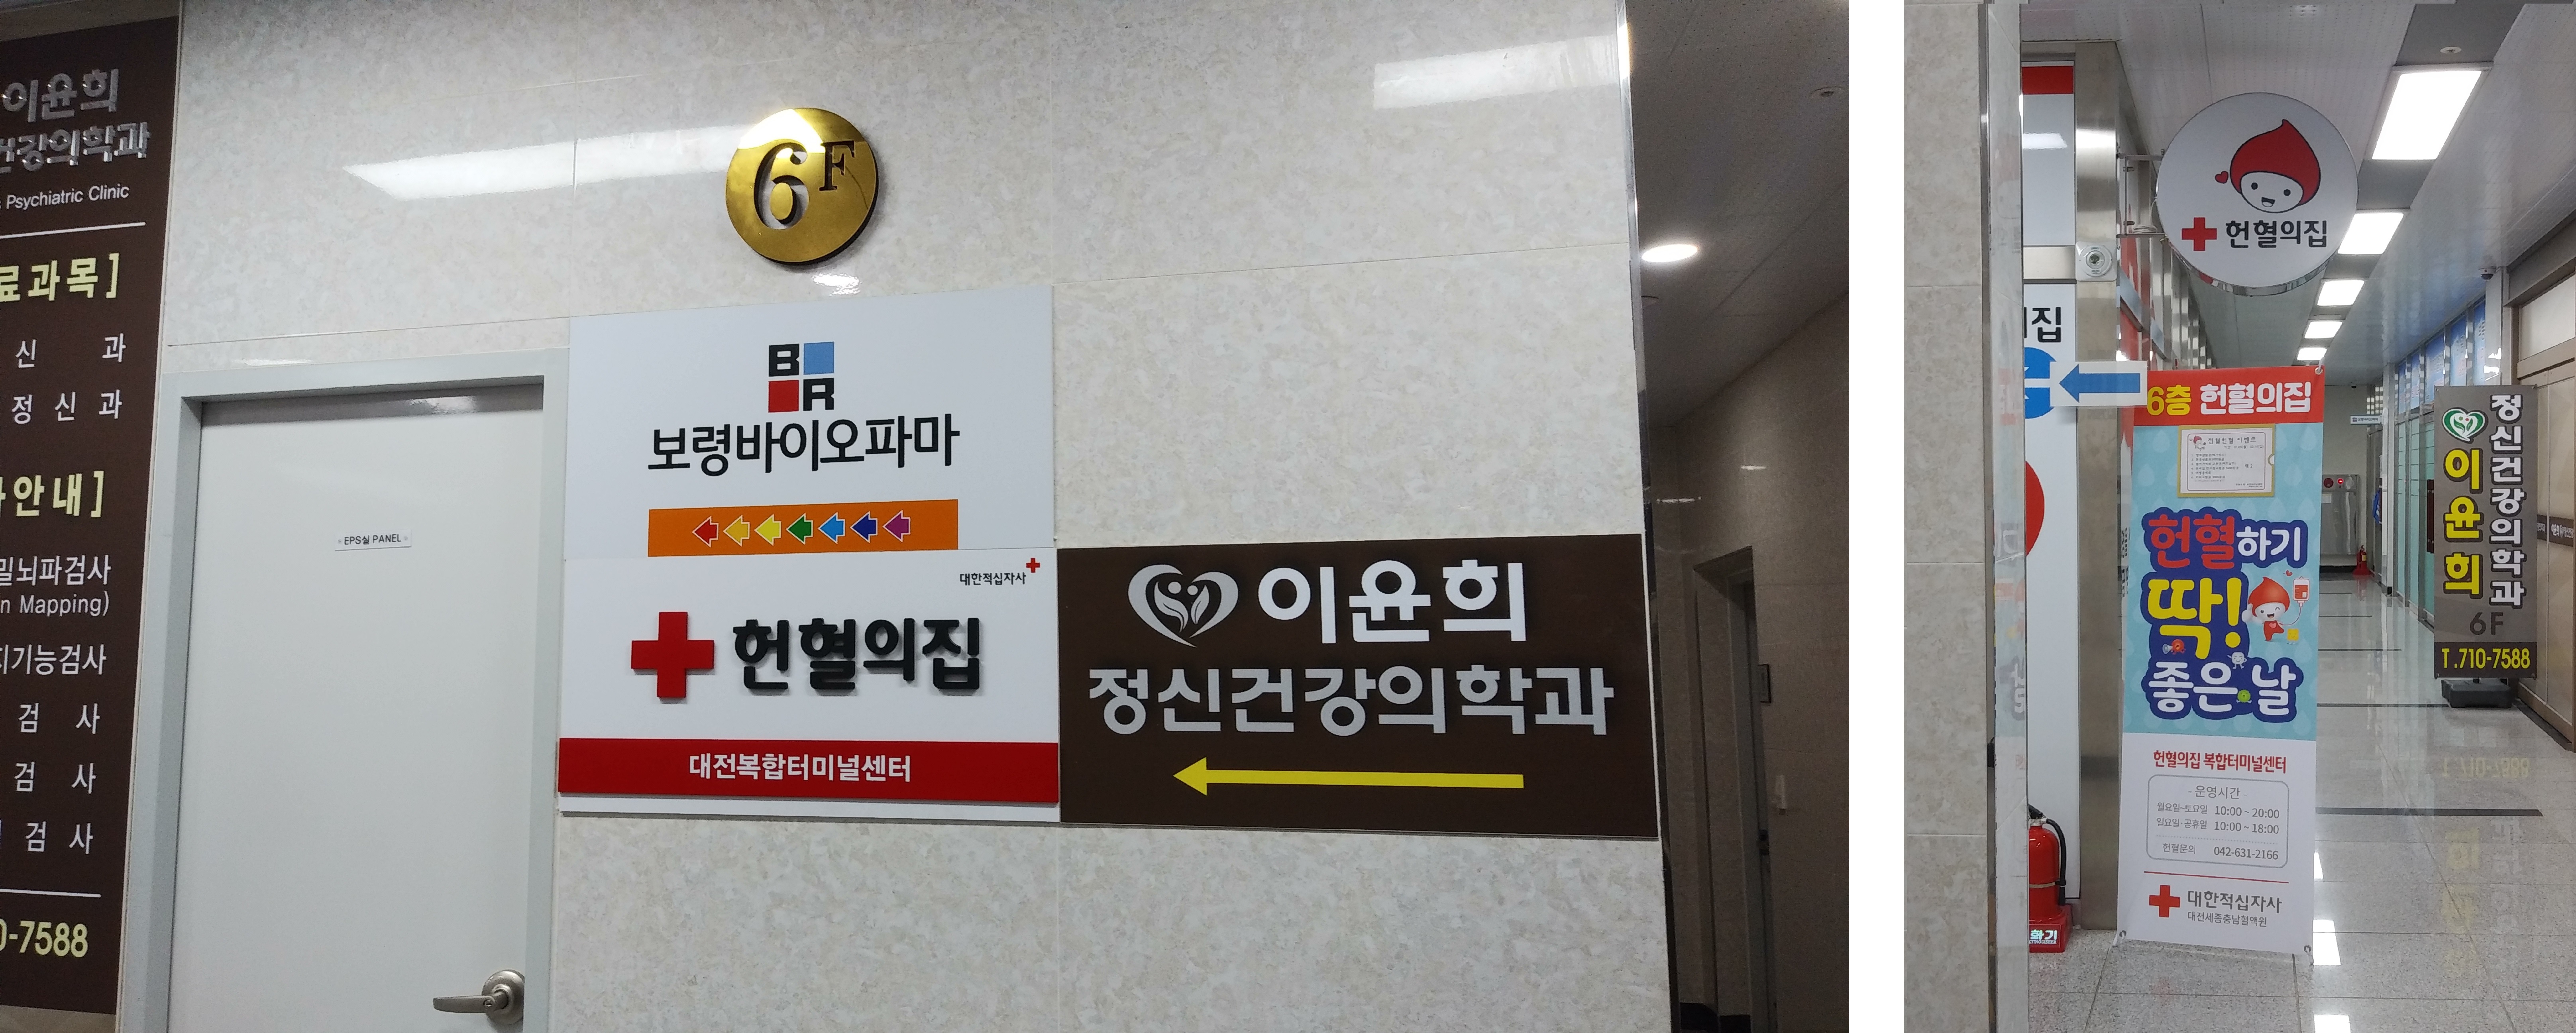 이윤희
건강의학과
Psychiatric Clinic
료과목]
신 과
정 신 과
안내]
밀뇌파검사
n Mapping)
지기능검사
검 사
검 사
검 사
0-7588
EPS실 PANEL
6F
BR
보령바이오파마
대한적십자사
헌혈의집
대전복합터미널센터
이윤희
정신건강의학과
헌혈의집
집
6층 헌혈의집
헌혈하기
딱!
좋은 날
헌혈의집 복합터미널센터
- 운영시간 -
월요일~토요일 10:00 ~ 20:00
일요일·공휴일 10:00 ~ 18:00
헌혈문의 042-631-2166
대한적십자사
대전세종충남혈액원
화기
정신건강의학과
이윤희
6F
T.710-7588